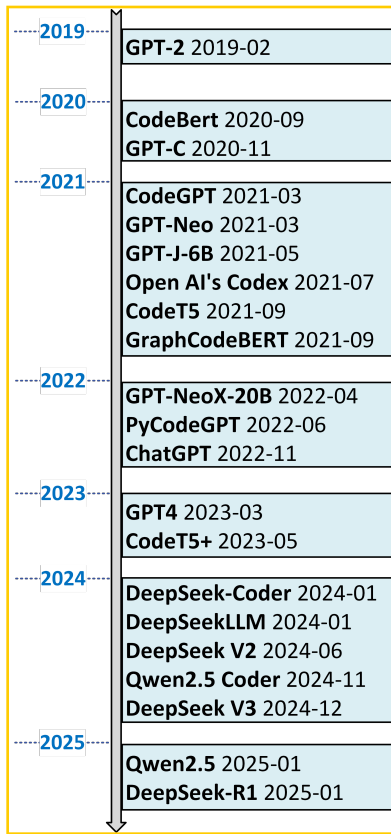 2019
GPT-2 2019-02
2020
CodeBert 2020-09
GPT-C 2020-11
2021
CodeGPT 2021-03
GPT-Neo 2021-03
GPT-J-6B 2021-05
Open AI's Codex 2021-07
CodeT5 2021-09
GraphCodeBERT 2021-09
2022
GPT-NeoX-20B 2022-04
PyCodeGPT 2022-06
ChatGPT 2022-11
2023
GPT4 2023-03
CodeT5+ 2023-05
2024
DeepSeek-Coder 2024-01
DeepSeekLLM 2024-01
DeepSeek V2 2024-06
Qwen2.5 Coder 2024-11
DeepSeek V3 2024-12
2025
Qwen2.5 2025-01
DeepSeek-R1 2025-01